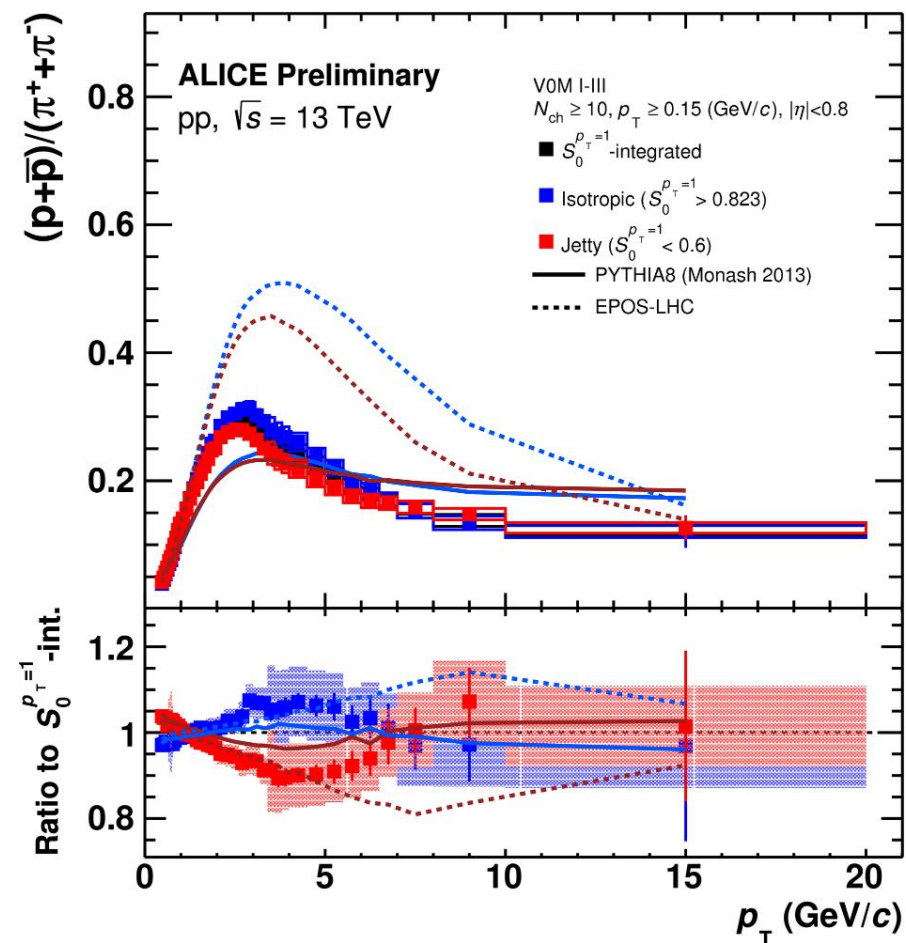 (p+p̅)/(π⁺+π⁻)
ALICE Preliminary
pp, √s = 13 TeV
V0M I-III
N_ch ≥ 10, p_T ≥ 0.15 (GeV/c), |η|<0.8
S_0^{p_T=1}-integrated
Isotropic (S_0^{p_T=1} > 0.823)
Jetty (S_0^{p_T=1} < 0.6)
PYTHIA8 (Monash 2013)
EPOS-LHC
0.8
0.6
0.4
0.2
Ratio to S_0^{p_T=1}-int.
1.2
1
0.8
0 5 10 15 20
p_T (GeV/c)